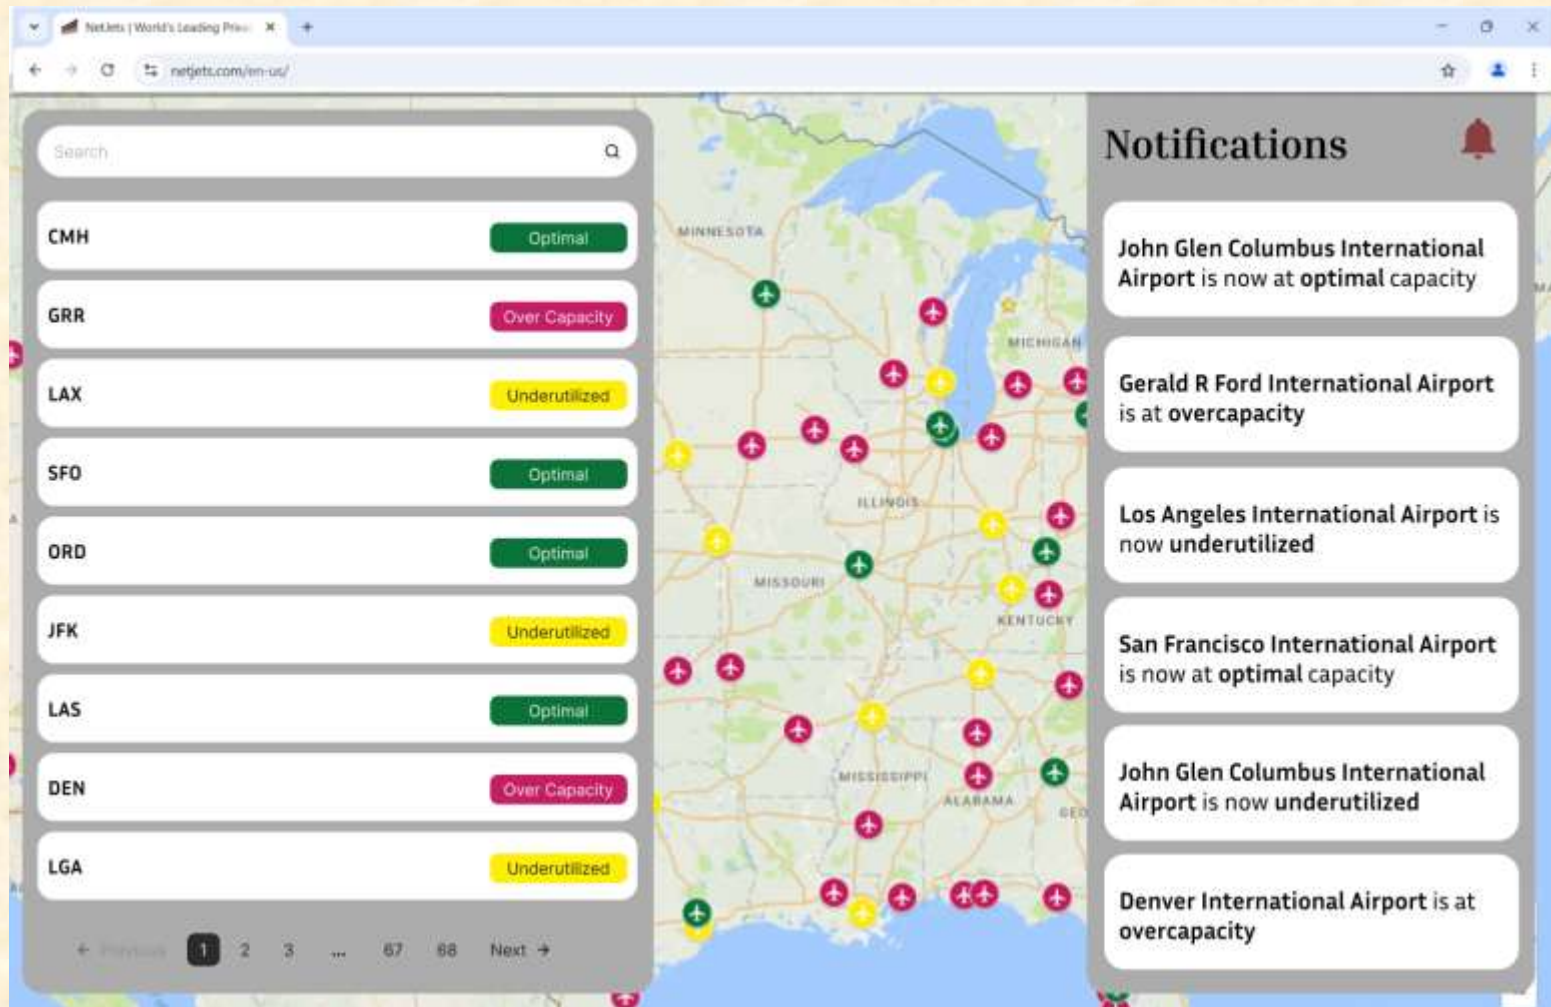 NetJets | World's Leading Priva
netjets.com/en-us/
Search
CMH
Optimal
GRR
Over Capacity
LAX
Underutilized
SFO
Optimal
ORD
Optimal
JFK
Underutilized
LAS
Optimal
DEN
Over Capacity
LGA
Underutilized
← Previous 1 2 3 ... 67 68 Next →
MINNESOTA
MICHIGAN
ILLINOIS
MISSOURI
KENTUCKY
MISSISSIPPI
ALABAMA
GEO
Notifications
John Glen Columbus International
Airport is now at optimal capacity
Gerald R Ford International Airport
is at overcapacity
Los Angeles International Airport is
now underutilized
San Francisco International Airport
is now at optimal capacity
John Glen Columbus International
Airport is now underutilized
Denver International Airport is at
overcapacity